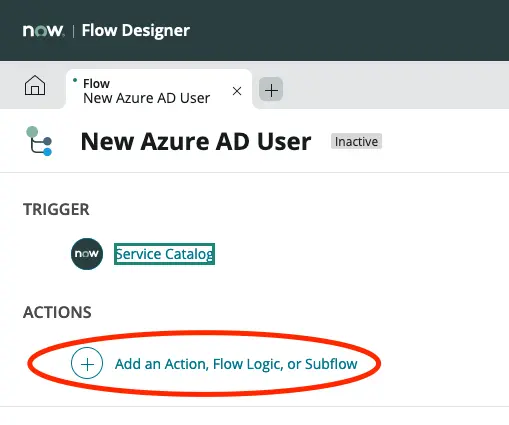 now. Flow Designer
Flow
New Azure AD User
New Azure AD User Inactive
TRIGGER
now Service Catalog
ACTIONS
Add an Action, Flow Logic, or Subflow